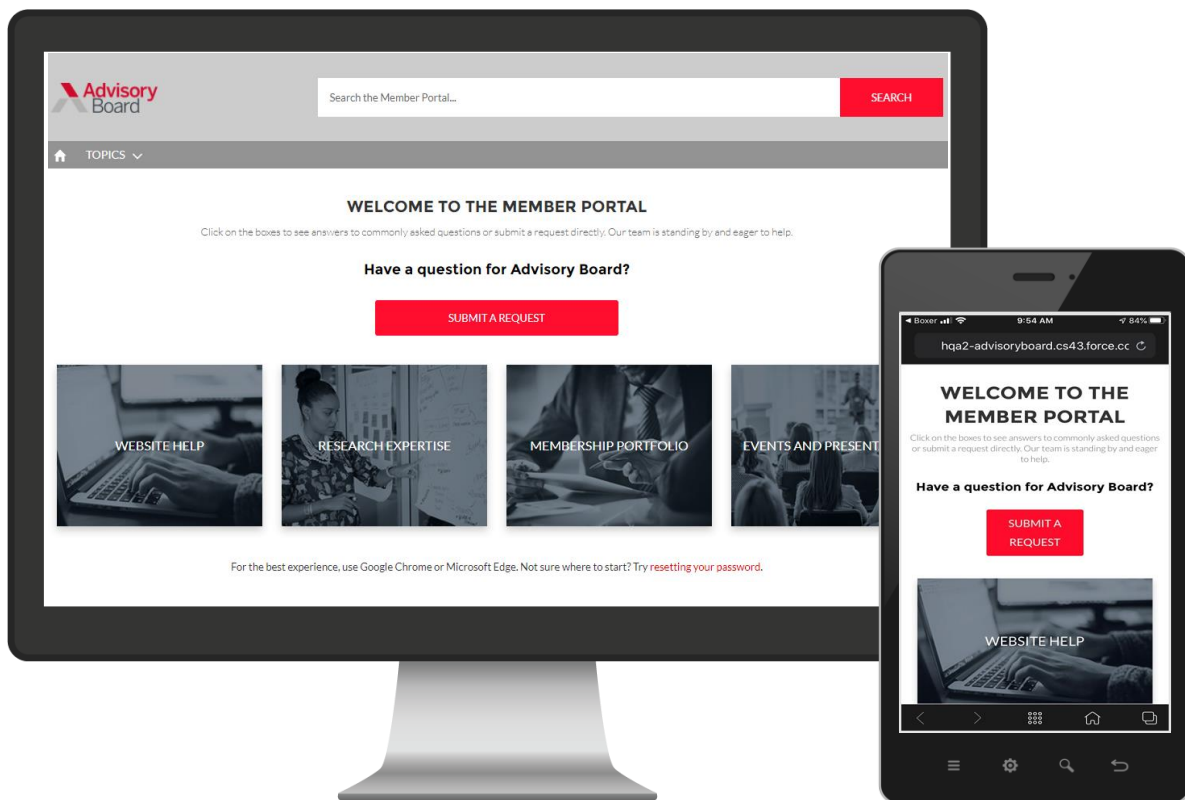 Advisory
Board
Search the Member Portal...
SEARCH
TOPICS
WELCOME TO THE MEMBER PORTAL
Click on the boxes to see answers to commonly asked questions or submit a request directly. Our team is standing by and eager to help.
Have a question for Advisory Board?
SUBMIT A REQUEST
WEBSITE HELP
RESEARCH EXPERTISE
MEMBERSHIP PORTFOLIO
EVENTS AND PRESENT
For the best experience, use Google Chrome or Microsoft Edge. Not sure where to start? Try resetting your password.
Boxer 9:54 AM 84%
hqa2-advisoryboard.cs43.force.cc
WELCOME TO THE
MEMBER PORTAL
Click on the boxes to see answers to commonly asked questions
or submit a request directly. Our team is standing by and eager
to help.
Have a question for Advisory Board?
SUBMIT A
REQUEST
WEBSITE HELP